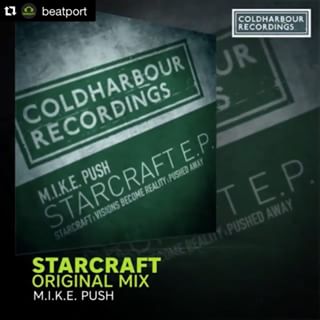 beatport
COLDHARBOUR
RECORDINGS
COLDHARBOUR
RECORDINGS
M.I.K.E. PUSH
STARCRAFT E.P.
STARCRAFT : VISIONS BECOME REALITY : PUSHED AWAY
STARCRAFT
ORIGINAL MIX
M.I.K.E. PUSH